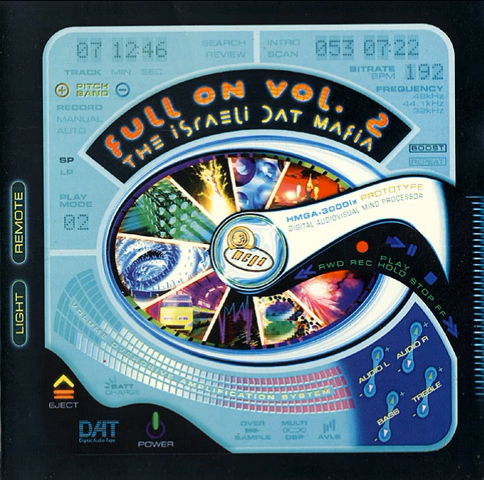 07 12:46
TRACK MIN. SEC.
SEARCH
REVIEW
INTRO
SCAN
053 07:22
BITRATE
BPM 192
PITCH
BAND
FREQUENCY
48kHz
44.1kHz
32kHz
RECORD
MANUAL
AUTO
FULL ON VOL. 2
THE ISRAELI DAT MAFIA
BOOST
REPEAT
SP
LP
PLAY
MODE
02
HMGA-3000ix PROTOTYPE
DIGITAL AUDIOVISUAL MIND PROCESSOR
REMOTE
LIGHT
PLAY
RWD REC HOLD STOP FF
AUDIO L
AUDIO R
BASS
TREBLE
EJECT
BATT
CHARGE
DAT
Digital Audio Tape
POWER
OVER
SAMPLE
MULTI
DSP
AVLS